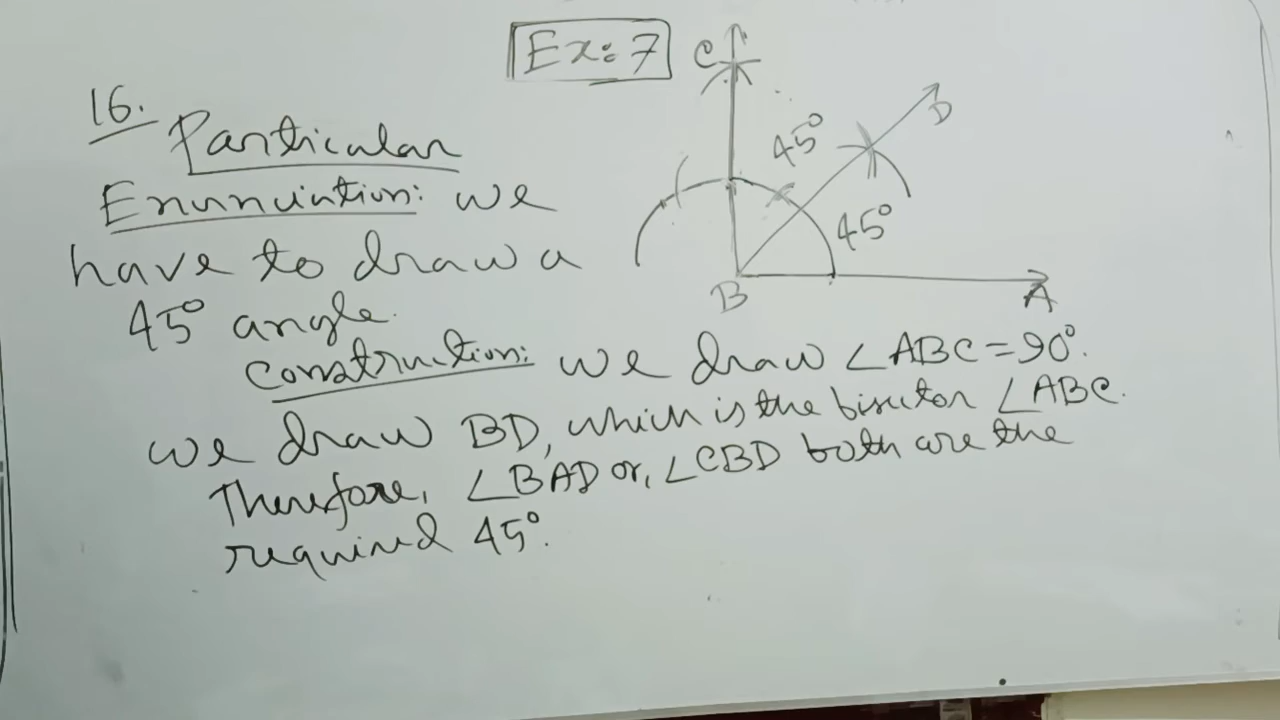 Ex: 7
16.
Particular
Enunciation: we
have to draw a
45° angle.
Construction: we draw ∠ABC=90°.
we draw BD, which is the bisector ∠ABC.
Therefore, ∠BAD or, ∠CBD both are the
required 45°.
C
D
45°
45°
B
A